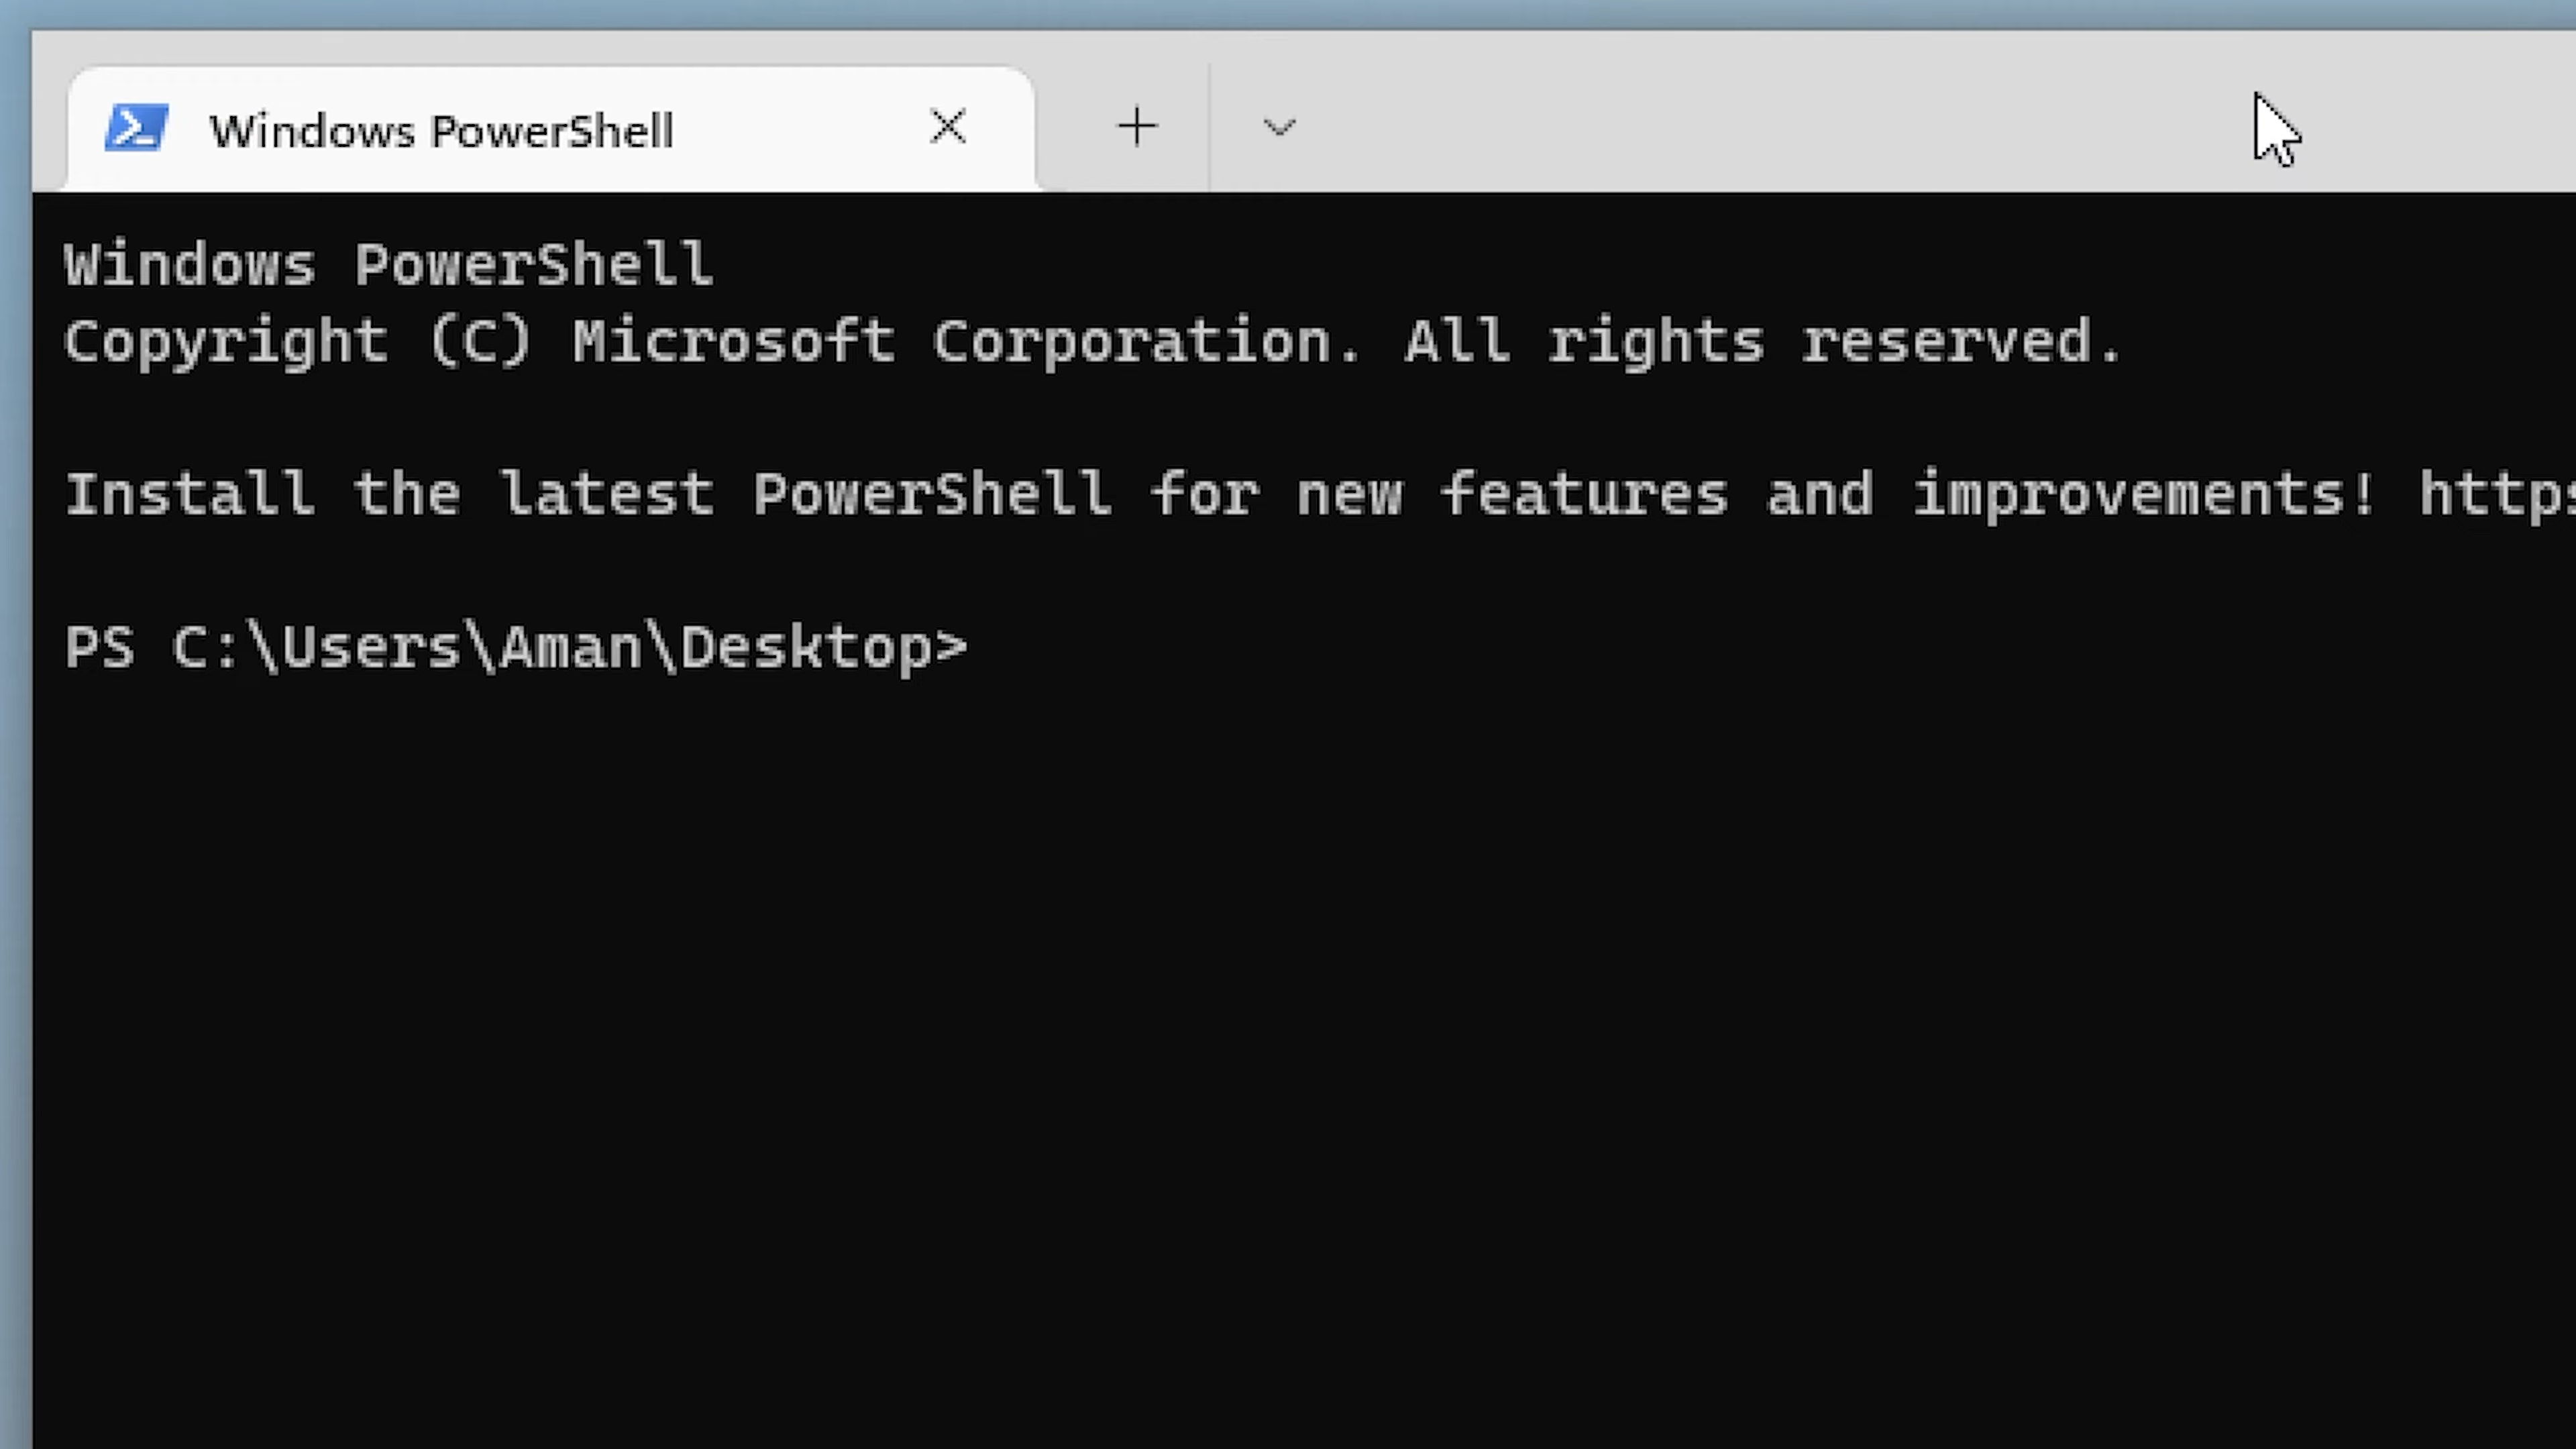 Windows PowerShell
Windows PowerShell
Copyright (C) Microsoft Corporation. All rights reserved.
Install the latest PowerShell for new features and improvements! https
PS C:\Users\Aman\Desktop>